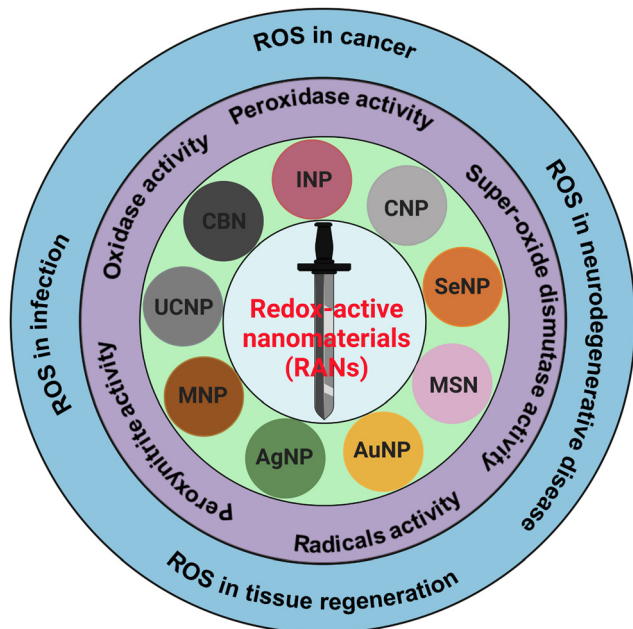 ROS in cancer
ROS in neurodegenerative disease
ROS in tissue regeneration
ROS in infection
Peroxidase activity
Super-oxide dismutase activity
Radicals activity
Peroxynitrite activity
Oxidase activity
INP
CNP
SeNP
MSN
AuNP
AgNP
MNP
UCNP
CBN
Redox-active
nanomaterials
(RANs)